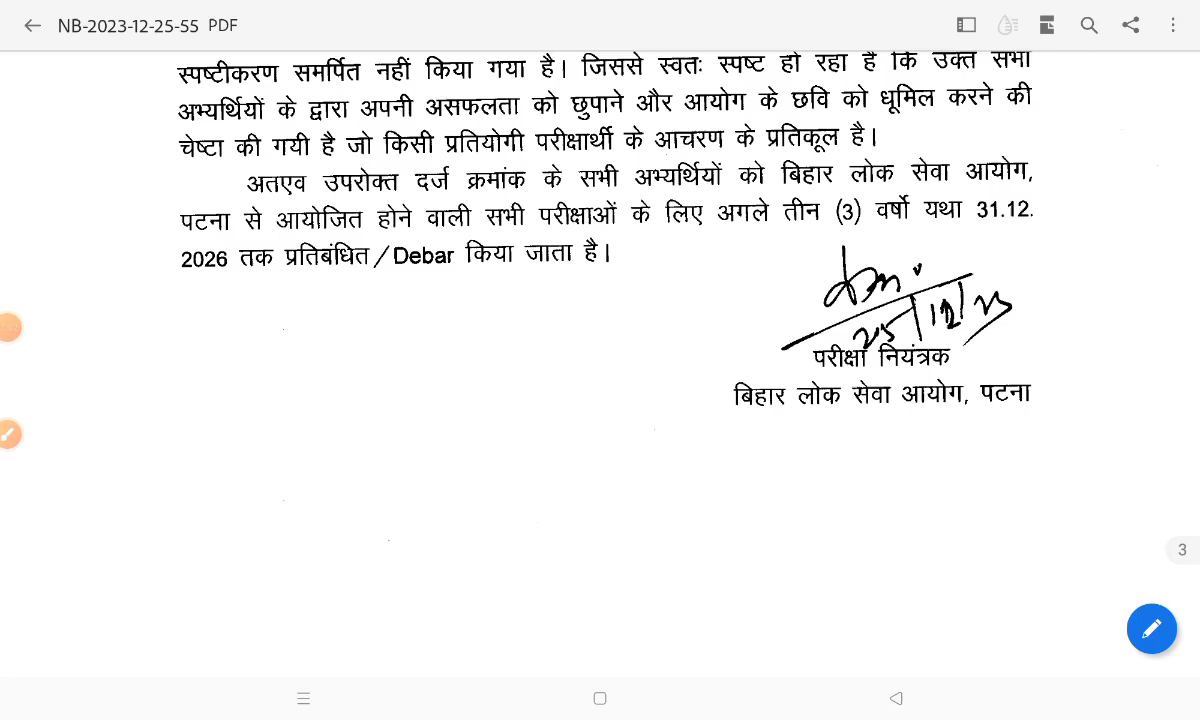 NB-2023-12-25-55 PDF
स्पष्टीकरण समर्पित नहीं किया गया है। जिससे स्वतः स्पष्ट हो रहा है कि उक्त सभी
अभ्यर्थियों के द्वारा अपनी असफलता को छुपाने और आयोग के छवि को धूमिल करने की
चेष्टा की गयी है जो किसी प्रतियोगी परीक्षार्थी के आचरण के प्रतिकूल है।
अतएव उपरोक्त दर्ज क्रमांक के सभी अभ्यर्थियों को बिहार लोक सेवा आयोग,
पटना से आयोजित होने वाली सभी परीक्षाओं के लिए अगले तीन (3) वर्षो यथा 31.12.
2026 तक प्रतिबंधित/Debar किया जाता है।
25/12/23
परीक्षा नियंत्रक
बिहार लोक सेवा आयोग, पटना
3